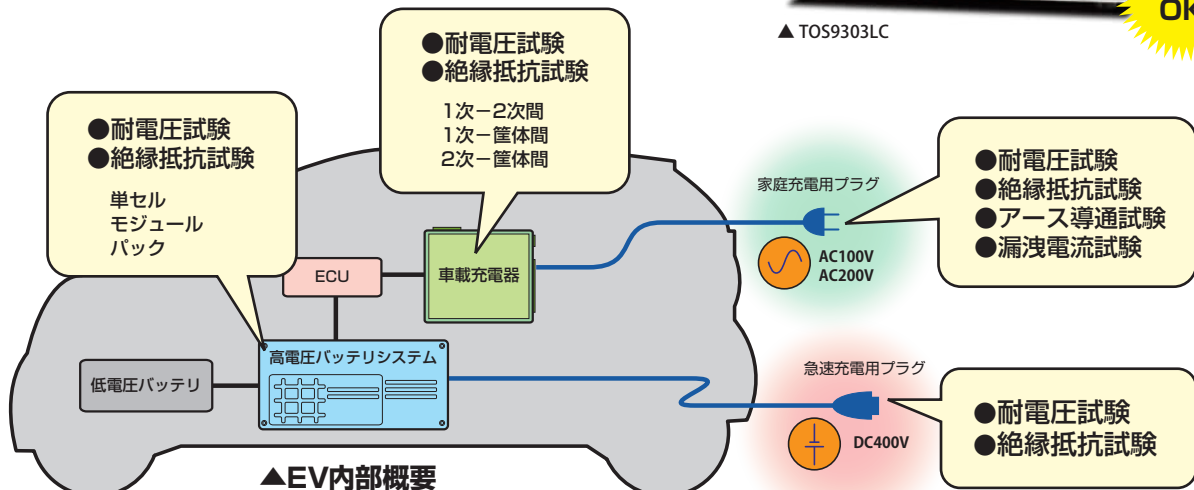 OK
▲ TOS9303LC
●耐電圧試験
●絶縁抵抗試験
1次−2次間
1次−筐体間
2次−筐体間
●耐電圧試験
●絶縁抵抗試験
単セル
モジュール
パック
家庭充電用プラグ
AC100V
AC200V
●耐電圧試験
●絶縁抵抗試験
●アース導通試験
●漏洩電流試験
ECU
車載充電器
高電圧バッテリシステム
低電圧バッテリ
急速充電用プラグ
DC400V
●耐電圧試験
●絶縁抵抗試験
▲EV内部概要